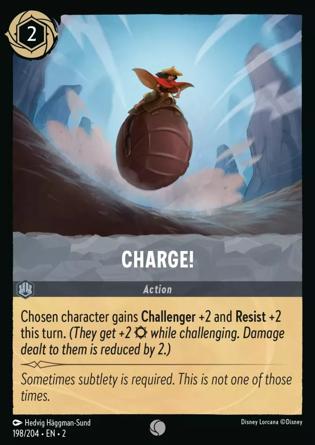 2
CHARGE!
Action
Chosen character gains Challenger +2 and Resist +2
this turn. (They get +2 while challenging. Damage
dealt to them is reduced by 2.)
Sometimes subtlety is required. This is not one of those
times.
Hedvig Häggman-Sund
Disney Lorcana ©Disney
198/204 • EN • 2